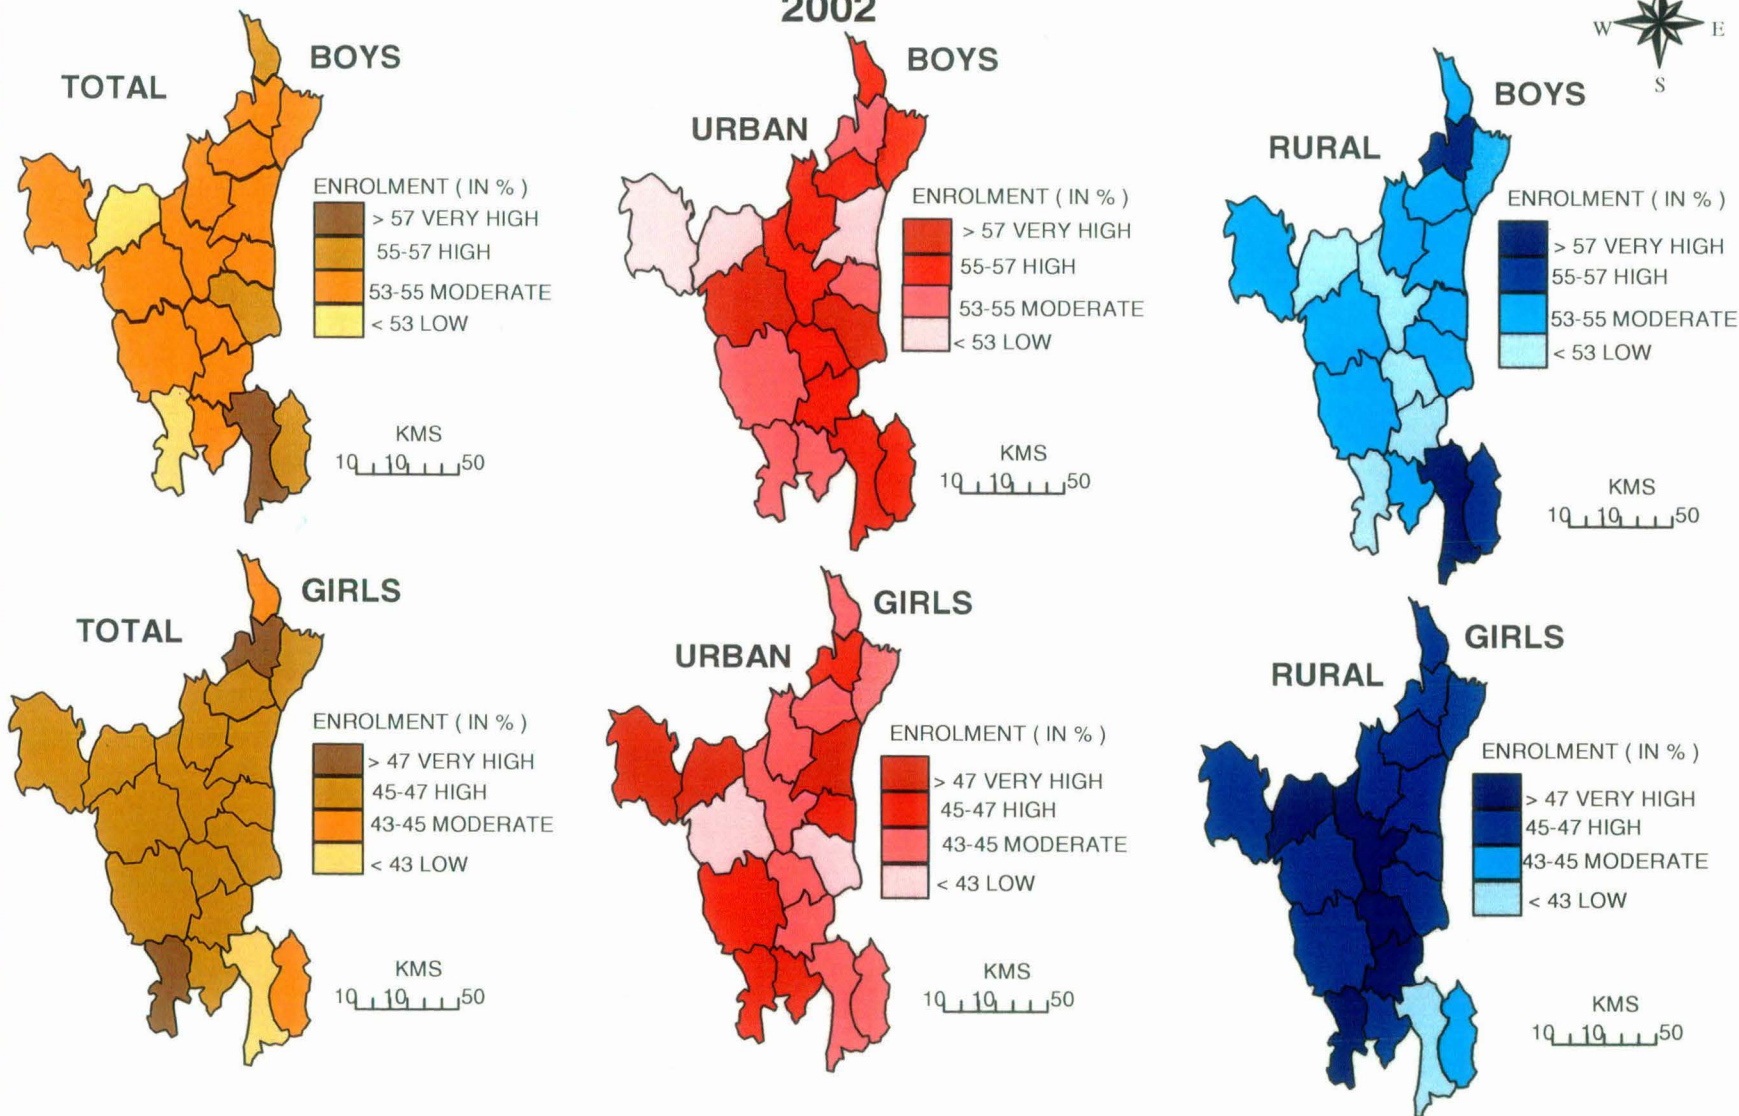 2002
W E
S
TOTAL
BOYS
ENROLMENT ( IN % )
> 57 VERY HIGH
55-57 HIGH
53-55 MODERATE
< 53 LOW
KMS
10 10 50
URBAN
BOYS
ENROLMENT ( IN % )
> 57 VERY HIGH
55-57 HIGH
53-55 MODERATE
< 53 LOW
KMS
10 10 50
RURAL
BOYS
ENROLMENT ( IN % )
> 57 VERY HIGH
55-57 HIGH
53-55 MODERATE
< 53 LOW
KMS
10 10 50
TOTAL
GIRLS
ENROLMENT ( IN % )
> 47 VERY HIGH
45-47 HIGH
43-45 MODERATE
< 43 LOW
KMS
10 10 50
URBAN
GIRLS
ENROLMENT ( IN % )
> 47 VERY HIGH
45-47 HIGH
43-45 MODERATE
< 43 LOW
KMS
10 10 50
RURAL
GIRLS
ENROLMENT ( IN % )
> 47 VERY HIGH
45-47 HIGH
43-45 MODERATE
< 43 LOW
KMS
10 10 50